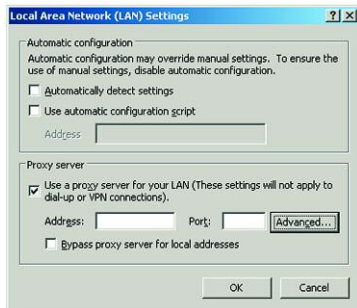 Local Area Network (LAN) Settings
Automatic configuration
Automatic configuration may override manual settings. To ensure the
use of manual settings, disable automatic configuration.
Automatically detect settings
Use automatic configuration script
Address
Proxy server
Use a proxy server for your LAN (These settings will not apply to
dial-up or VPN connections).
Address: Port: Advanced...
Bypass proxy server for local addresses
OK Cancel